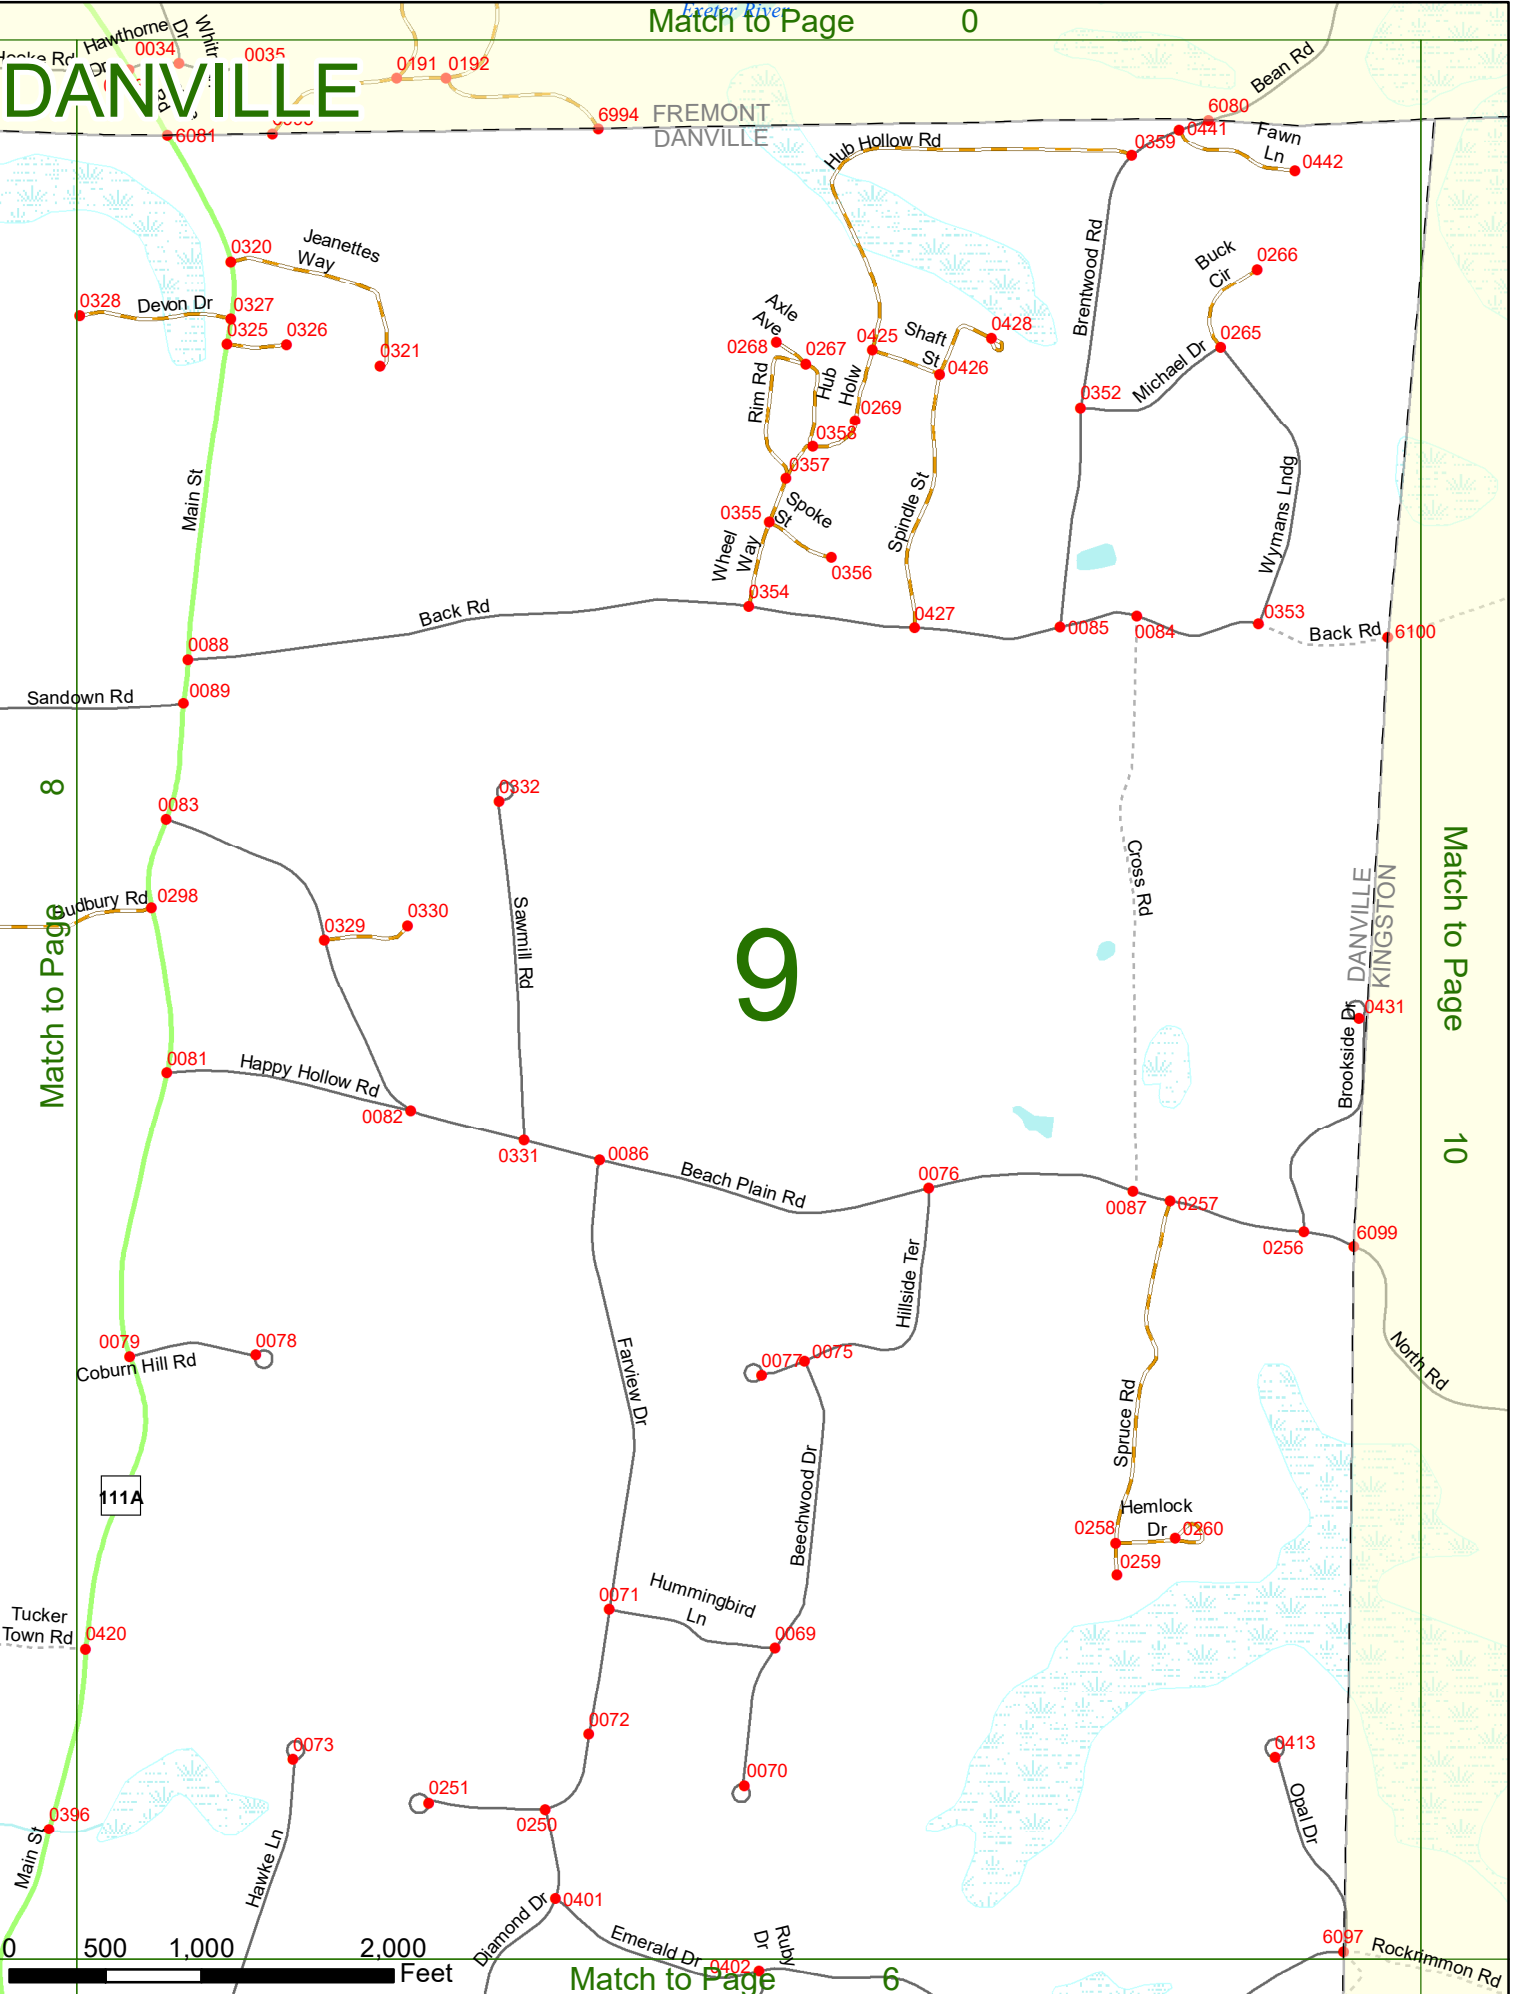 Exeter River
Match to Page 0
Hawthorne Dr
0034
0035
0191
0192
Bean Rd
DANVILLE
6081
6994
FREMONT
DANVILLE
6080
0441
Fawn Ln
0442
0359
Hub Hollow Rd
0320
Jeanettes Way
0328
Devon Dr
0327
0325
0326
0321
Brentwood Rd
Buck Cir
0266
0265
Michael Dr
0352
Axle Ave
0268
0267
0425
Shaft St
0428
0426
Rim Rd
Hub Holw
0269
0358
0357
0355
Spoke St
0356
Wheel Way
0354
Spindle St
0427
Wymans Lndg
Main St
Back Rd
0088
0085
0084
0353
Back Rd
6100
Sandown Rd
0089
8
Match to Page
0083
0332
Sawmill Rd
0298
0329
0330
Cross Rd
9
DANVILLE
KINGSTON
Match to Page
10
0431
Brookside Dr
0081
Happy Hollow Rd
0082
0331
0086
Beach Plain Rd
0076
0087
0257
0256
6099
Hillside Ter
North Rd
0079
0078
Coburn Hill Rd
Farview Dr
0077
0075
Spruce Rd
Beechwood Dr
111A
Hemlock Dr
0258
0260
0259
0071
Hummingbird Ln
0069
Tucker
Town Rd
0420
0072
0073
0251
0250
0070
0413
Opal Dr
0396
Main St
Hawke Ln
0401
Diamond Dr
Emerald Dr
0402
Ruby Dr
6097
Rockrimmon Rd
0 500 1,000 2,000
Feet
Match to Page 6